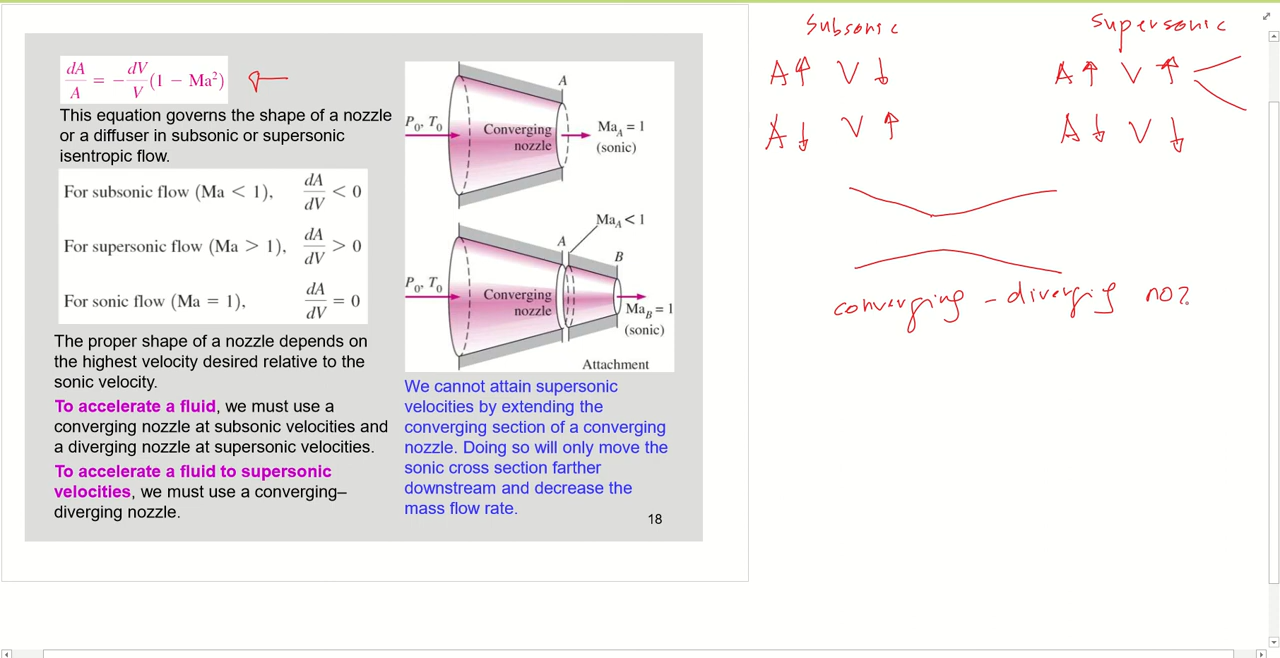 dA/A = −dV/V (1 − Ma²)
This equation governs the shape of a nozzle
or a diffuser in subsonic or supersonic
isentropic flow.
For subsonic flow (Ma < 1), dA/dV < 0
For supersonic flow (Ma > 1), dA/dV > 0
For sonic flow (Ma = 1), dA/dV = 0
The proper shape of a nozzle depends on
the highest velocity desired relative to the
sonic velocity.
To accelerate a fluid, we must use a
converging nozzle at subsonic velocities and
a diverging nozzle at supersonic velocities.
To accelerate a fluid to supersonic
velocities, we must use a converging–
diverging nozzle.
A
P₀, T₀
Converging
nozzle
Ma_A = 1
(sonic)
Ma_A < 1
A
B
P₀, T₀
Converging
nozzle
Ma_B = 1
(sonic)
Attachment
We cannot attain supersonic
velocities by extending the
converging section of a converging
nozzle. Doing so will only move the
sonic cross section farther
downstream and decrease the
mass flow rate.
18
Subsonic
A↑ V↓
A↓ V↑
Supersonic
A↑ V↑
A↓ V↓
converging - diverging noz